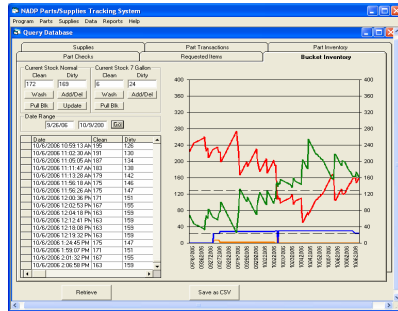 NADP Parts/Supplies Tracking System
Program Parts Supplies Data Reports Help
Query Database
Supplies Part Transactions Part Inventory
Part Checks Requested Items Bucket Inventory
Current Stock Normal Current Stock 7 Gallon
Clean Dirty Clean Dirty
172 169 6 24
Wash Add/Del Wash Add/Del
Pull Blk Update Pull Blk
Date Range
9/26/06 10/9/200 Go
Date Clean Dirty
10/6/2006 10:59:13 AM 195 126
10/6/2006 11:02:30 AM 191 130
10/6/2006 11:05:05 AM 187 134
10/6/2006 11:11:47 AM 183 138
10/6/2006 11:13:28 AM 179 142
10/6/2006 11:56:18 AM 175 146
10/6/2006 11:56:26 AM 175 147
10/6/2006 12:00:36 PM 171 151
10/6/2006 12:02:53 PM 167 155
10/6/2006 12:04:18 PM 163 159
10/6/2006 12:12:41 PM 163 159
10/6/2006 12:18:08 PM 163 159
10/6/2006 12:19:32 PM 163 159
10/6/2006 1:24:45 PM 175 147
10/6/2006 1:59:07 PM 171 151
10/6/2006 2:01:32 PM 167 155
10/6/2006 2:06:58 PM 163 159
400 400
360 360
320 320
280 280
240 240
200 200
160 160
120 120
80 80
40 40
0 0
Retrieve Save as CSV